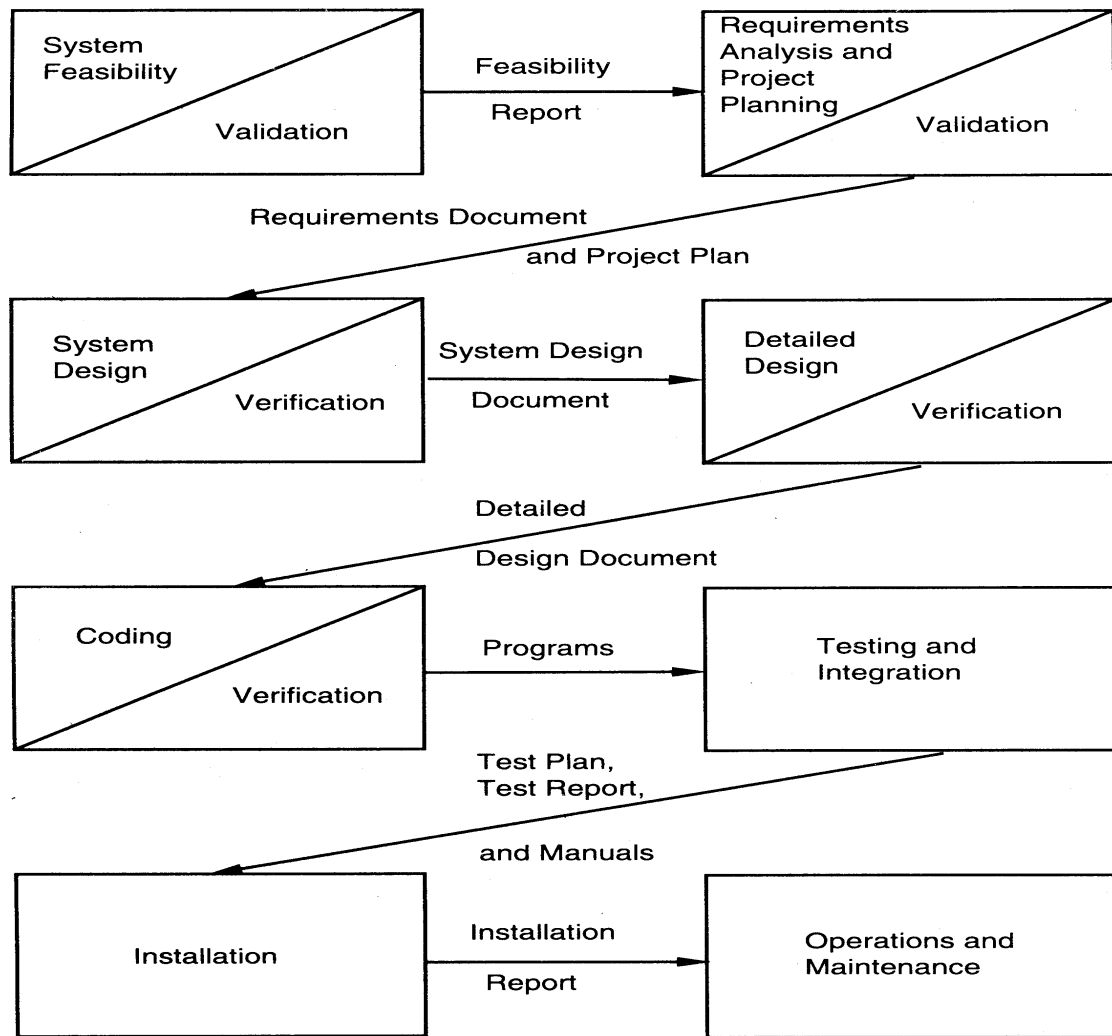 System
Feasibility
Validation
Feasibility
Report
Requirements
Analysis and
Project
Planning
Validation
Requirements Document
and Project Plan
System
Design
Verification
System Design
Document
Detailed
Design
Verification
Detailed
Design Document
Coding
Verification
Programs
Testing and
Integration
Test Plan,
Test Report,
and Manuals
Installation
Installation
Report
Operations and
Maintenance